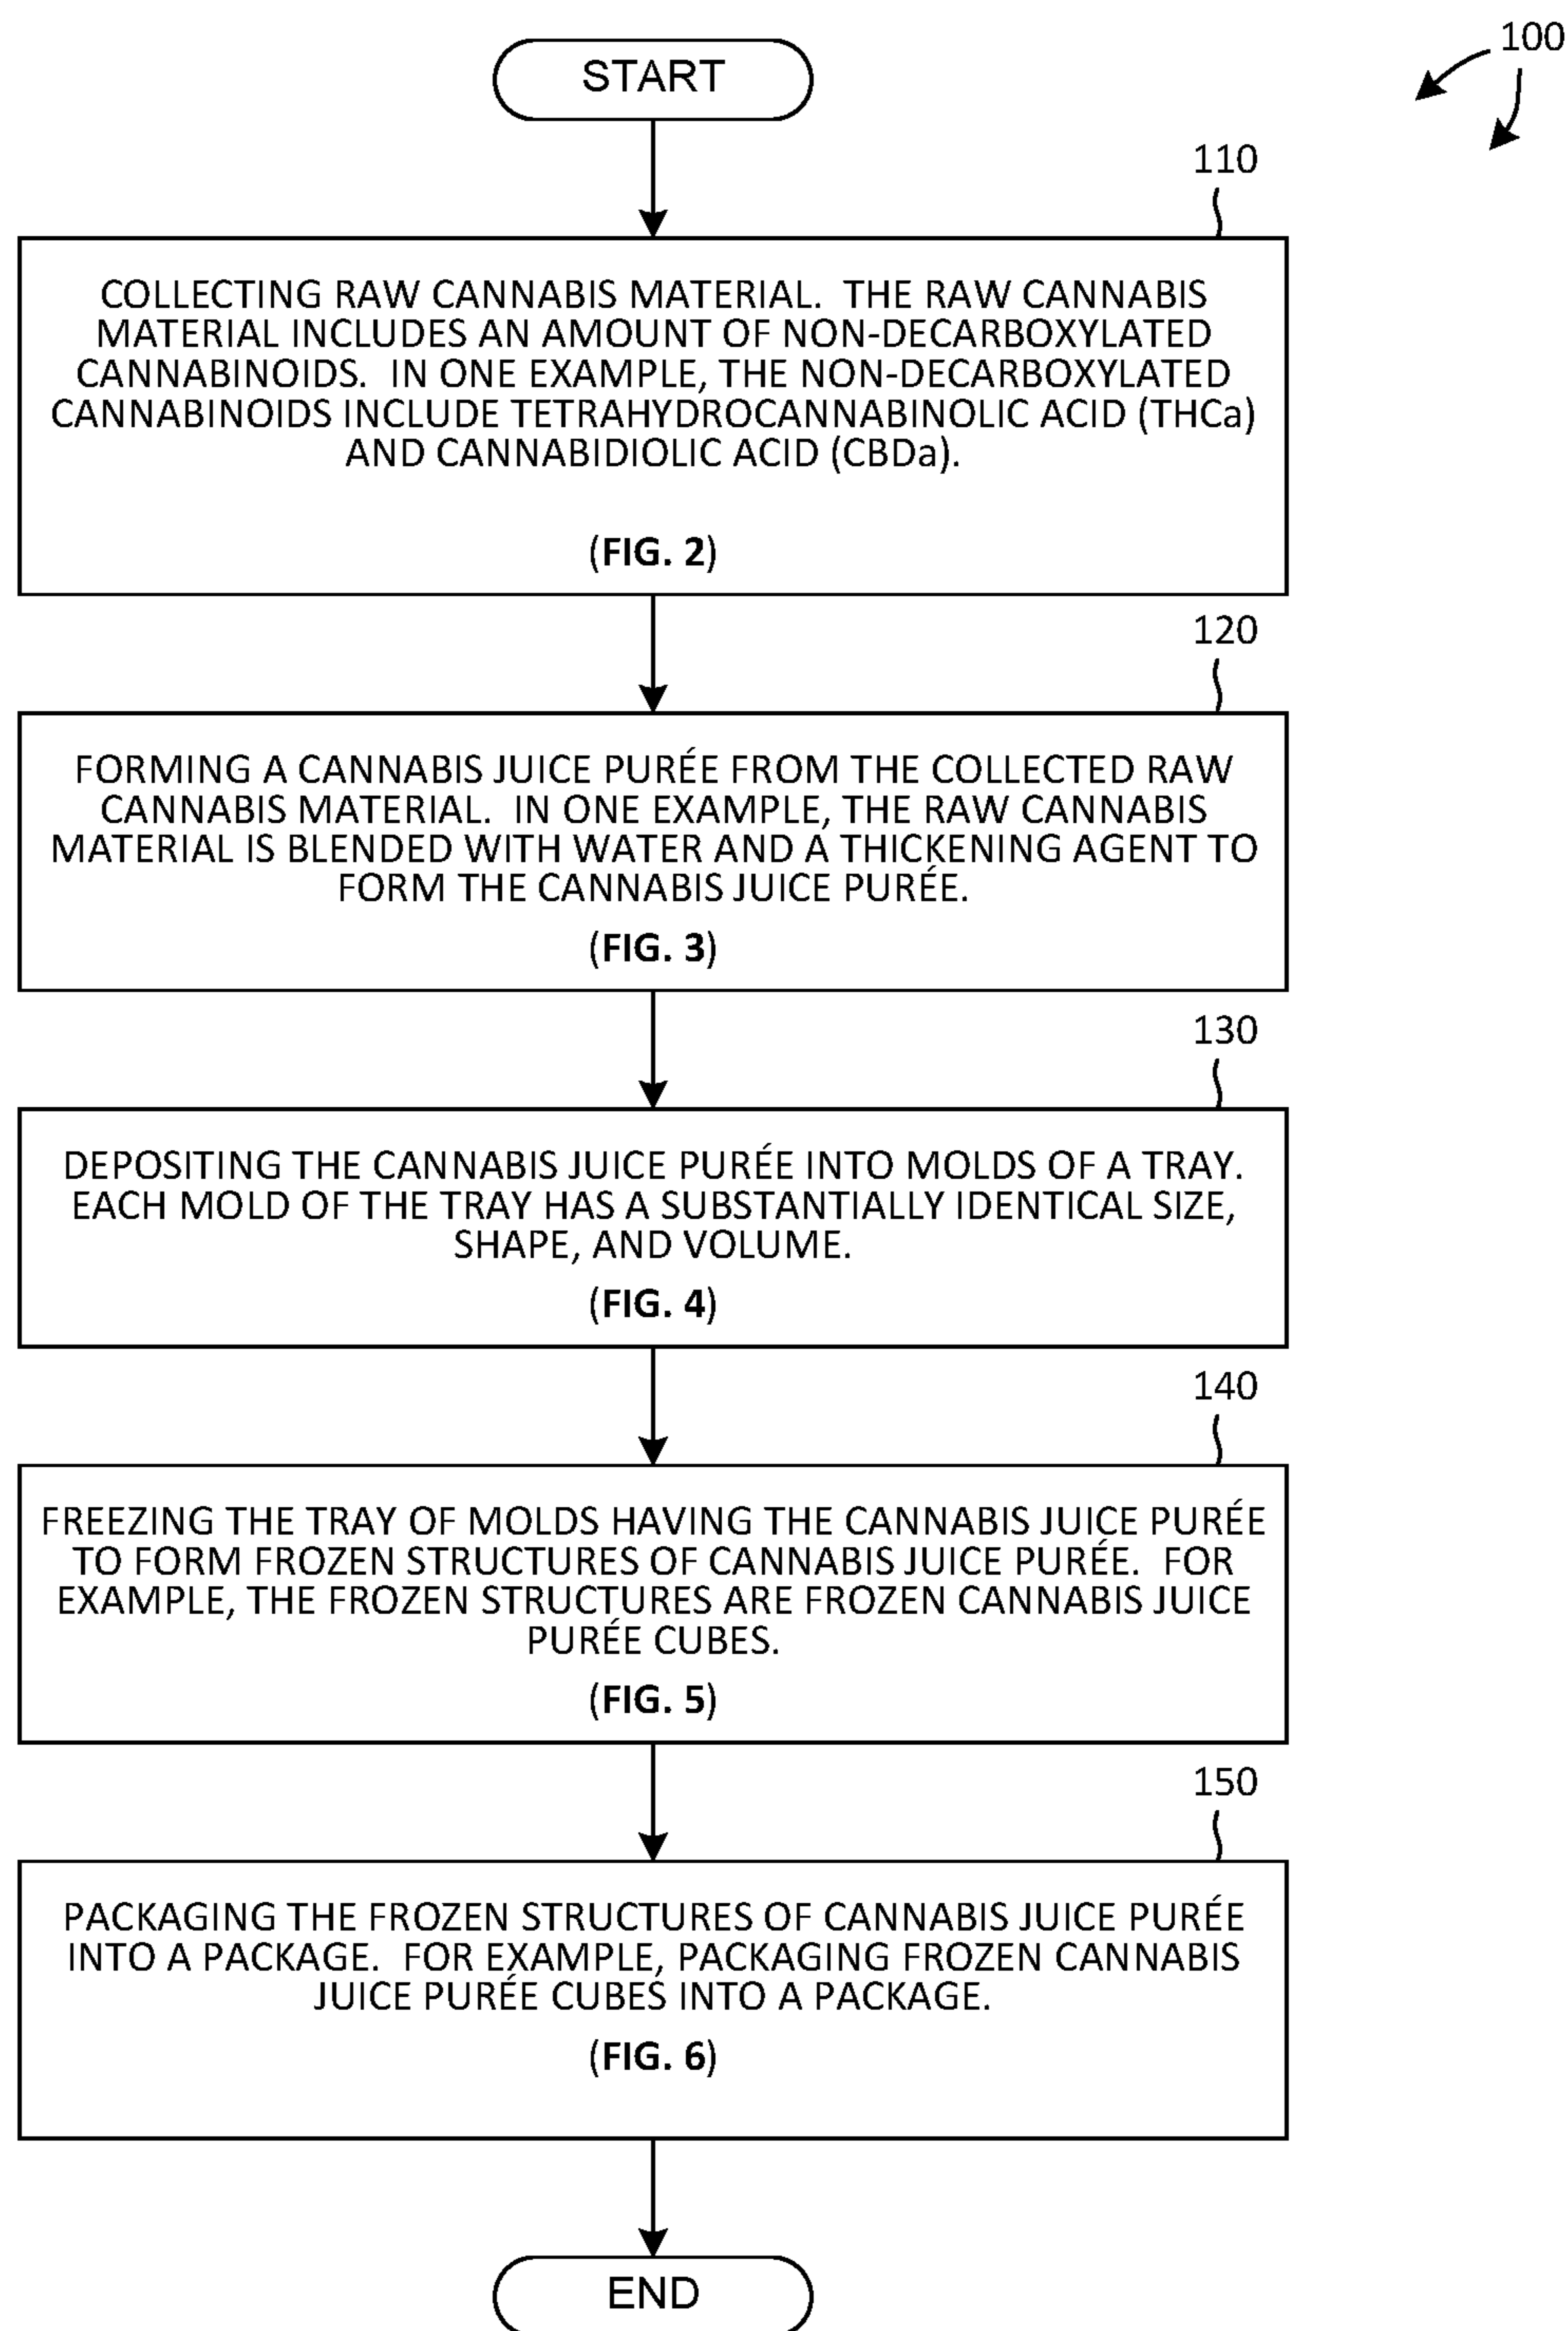 START
100
110
COLLECTING RAW CANNABIS MATERIAL. THE RAW CANNABIS
MATERIAL INCLUDES AN AMOUNT OF NON-DECARBOXYLATED
CANNABINOIDS. IN ONE EXAMPLE, THE NON-DECARBOXYLATED
CANNABINOIDS INCLUDE TETRAHYDROCANNABINOLIC ACID (THCa)
AND CANNABIDIOLIC ACID (CBDa).
(FIG. 2)
120
FORMING A CANNABIS JUICE PURÉE FROM THE COLLECTED RAW
CANNABIS MATERIAL. IN ONE EXAMPLE, THE RAW CANNABIS
MATERIAL IS BLENDED WITH WATER AND A THICKENING AGENT TO
FORM THE CANNABIS JUICE PURÉE.
(FIG. 3)
130
DEPOSITING THE CANNABIS JUICE PURÉE INTO MOLDS OF A TRAY.
EACH MOLD OF THE TRAY HAS A SUBSTANTIALLY IDENTICAL SIZE,
SHAPE, AND VOLUME.
(FIG. 4)
140
FREEZING THE TRAY OF MOLDS HAVING THE CANNABIS JUICE PURÉE
TO FORM FROZEN STRUCTURES OF CANNABIS JUICE PURÉE. FOR
EXAMPLE, THE FROZEN STRUCTURES ARE FROZEN CANNABIS JUICE
PURÉE CUBES.
(FIG. 5)
150
PACKAGING THE FROZEN STRUCTURES OF CANNABIS JUICE PURÉE
INTO A PACKAGE. FOR EXAMPLE, PACKAGING FROZEN CANNABIS
JUICE PURÉE CUBES INTO A PACKAGE.
(FIG. 6)
END